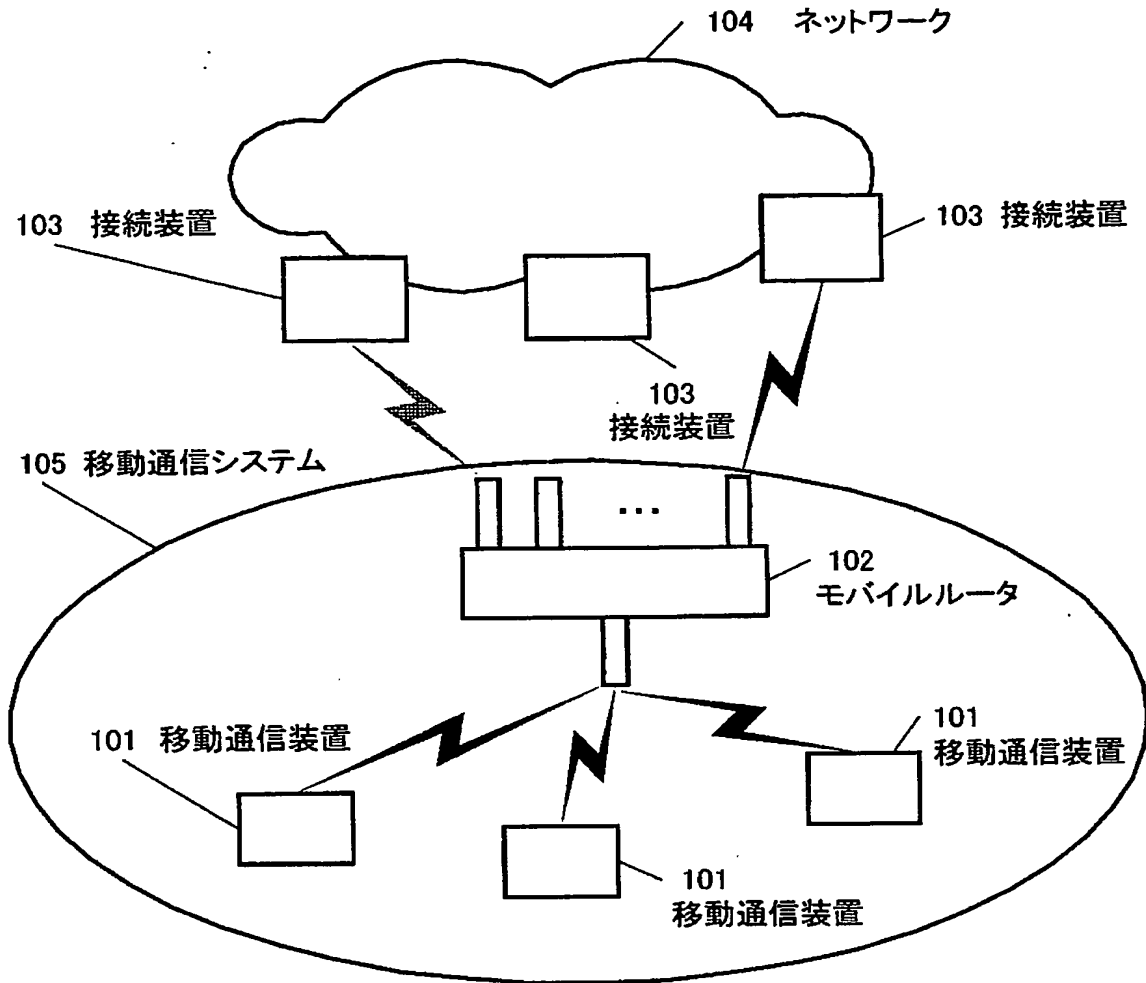 104 ネットワーク
103 接続装置
103 接続装置
103
接続装置
105 移動通信システム
...
102
モバイルルータ
101 移動通信装置
101
移動通信装置
101
移動通信装置